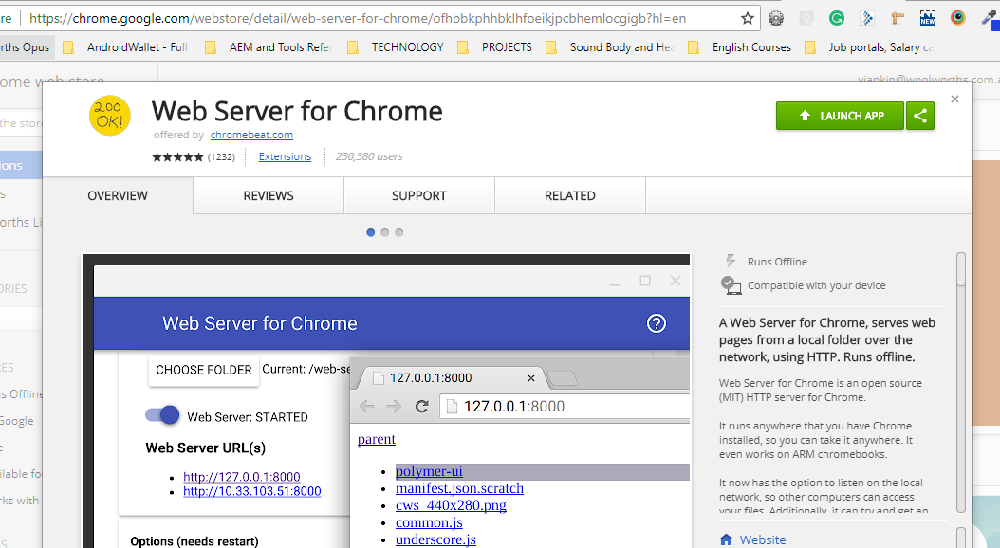 re https://chrome.google.com/webstore/detail/web-server-for-chrome/ofhbbkphhbklhfoeikjpcbhemlocgigb?hl=en
NEW
rths Opus AndroidWallet - Full AEM and Tools Refer TECHNOLOGY PROJECTS Sound Body and He English Courses Job portals, Salary ca
ome web store
@woolworths.com.a
200 OK!
Web Server for Chrome
offered by chromebeat.com
(1232) Extensions 230,380 users
LAUNCH APP
the store
ions
s
orths Li
ORIES
RES
s Offline
Google
e
ilable fo
rks with
S
OVERVIEW REVIEWS SUPPORT RELATED
Web Server for Chrome
CHOOSE FOLDER Current: /web-se
Web Server: STARTED
Web Server URL(s)
http://127.0.0.1:8000
http://10.33.103.51:8000
Options (needs restart)
127.0.0.1:8000
127.0.0.1:8000
parent
polymer-ui
manifest.json.scratch
cws_440x280.png
common.js
underscore.js
Runs Offline
Compatible with your device
A Web Server for Chrome, serves web
pages from a local folder over the
network, using HTTP. Runs offline.
Web Server for Chrome is an open source
(MIT) HTTP server for Chrome.
It runs anywhere that you have Chrome
installed, so you can take it anywhere. It
even works on ARM chromebooks.
It now has the option to listen on the local
network, so other computers can access
your files. Additionally, it can try and get an
Website